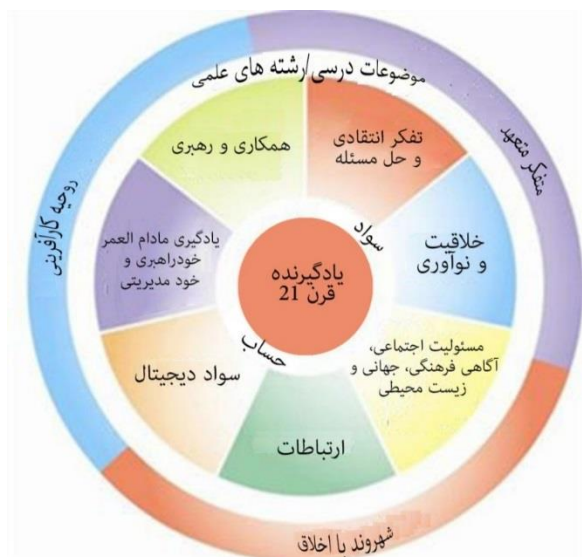 موضوعات درسی/رشته های علمی
متفکر متعهد
روحیه کارآفرینی
شهروند با اخلاق
تفکر انتقادی
و حل مسئله
همکاری و رهبری
خلاقیت
و نوآوری
یادگیری مادام العمر
خودراهبری و
خود مدیریتی
سواد
یادگیرنده
قرن 21
حساب
مسئولیت اجتماعی،
آگاهی فرهنگی، جهانی و
زیست محیطی
سواد دیجیتال
ارتباطات